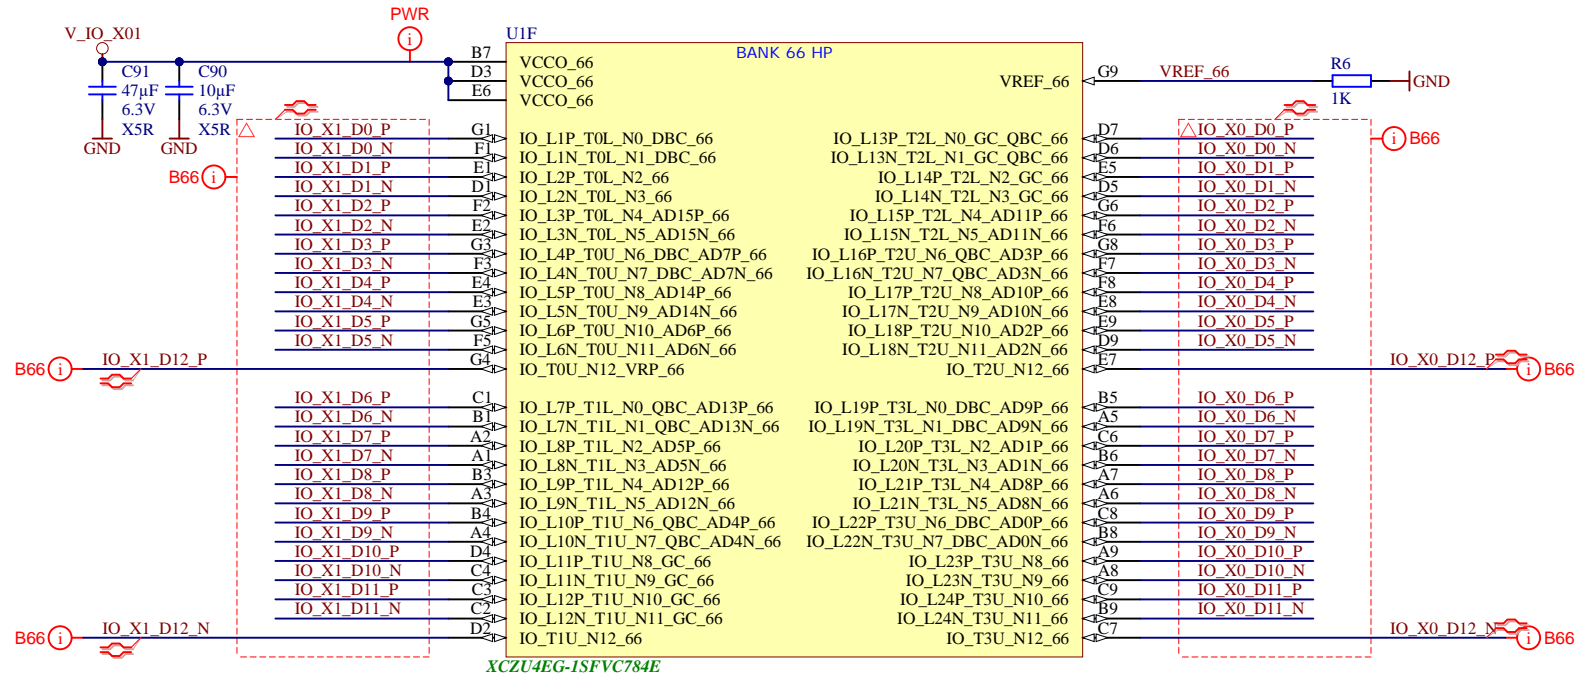 PWR
V_IO_X01
U1F
BANK 66 HP
C91
47µF
6.3V
X5R
GND
C90
10µF
6.3V
X5R
GND
B7 VCCO_66
D3 VCCO_66
E6 VCCO_66
VREF_66 G9 VREF_66
R6
1K
GND
B66
B66
IO_X1_D0_P G1 IO_L1P_T0L_N0_DBC_66 IO_L13P_T2L_N0_GC_QBC_66 D7 IO_X0_D0_P
IO_X1_D0_N F1 IO_L1N_T0L_N1_DBC_66 IO_L13N_T2L_N1_GC_QBC_66 D6 IO_X0_D0_N
IO_X1_D1_P E1 IO_L2P_T0L_N2_66 IO_L14P_T2L_N2_GC_66 E5 IO_X0_D1_P
IO_X1_D1_N D1 IO_L2N_T0L_N3_66 IO_L14N_T2L_N3_GC_66 D5 IO_X0_D1_N
IO_X1_D2_P F2 IO_L3P_T0L_N4_AD15P_66 IO_L15P_T2L_N4_AD11P_66 G6 IO_X0_D2_P
IO_X1_D2_N E2 IO_L3N_T0L_N5_AD15N_66 IO_L15N_T2L_N5_AD11N_66 F6 IO_X0_D2_N
IO_X1_D3_P G3 IO_L4P_T0U_N6_DBC_AD7P_66 IO_L16P_T2U_N6_QBC_AD3P_66 G8 IO_X0_D3_P
IO_X1_D3_N F3 IO_L4N_T0U_N7_DBC_AD7N_66 IO_L16N_T2U_N7_QBC_AD3N_66 F7 IO_X0_D3_N
IO_X1_D4_P E4 IO_L5P_T0U_N8_AD14P_66 IO_L17P_T2U_N8_AD10P_66 F8 IO_X0_D4_P
IO_X1_D4_N E3 IO_L5N_T0U_N9_AD14N_66 IO_L17N_T2U_N9_AD10N_66 E8 IO_X0_D4_N
IO_X1_D5_P G5 IO_L6P_T0U_N10_AD6P_66 IO_L18P_T2U_N10_AD2P_66 E9 IO_X0_D5_P
IO_X1_D5_N F5 IO_L6N_T0U_N11_AD6N_66 IO_L18N_T2U_N11_AD2N_66 D9 IO_X0_D5_N
B66 IO_X1_D12_P G4 IO_T0U_N12_VRP_66 IO_T2U_N12_66 E7 IO_X0_D12_P B66
IO_X1_D6_P C1 IO_L7P_T1L_N0_QBC_AD13P_66 IO_L19P_T3L_N0_DBC_AD9P_66 B5 IO_X0_D6_P
IO_X1_D6_N B1 IO_L7N_T1L_N1_QBC_AD13N_66 IO_L19N_T3L_N1_DBC_AD9N_66 A5 IO_X0_D6_N
IO_X1_D7_P A2 IO_L8P_T1L_N2_AD5P_66 IO_L20P_T3L_N2_AD1P_66 C6 IO_X0_D7_P
IO_X1_D7_N A1 IO_L8N_T1L_N3_AD5N_66 IO_L20N_T3L_N3_AD1N_66 B6 IO_X0_D7_N
IO_X1_D8_P B3 IO_L9P_T1L_N4_AD12P_66 IO_L21P_T3L_N4_AD8P_66 A7 IO_X0_D8_P
IO_X1_D8_N A3 IO_L9N_T1L_N5_AD12N_66 IO_L21N_T3L_N5_AD8N_66 A6 IO_X0_D8_N
IO_X1_D9_P B4 IO_L10P_T1U_N6_QBC_AD4P_66 IO_L22P_T3U_N6_DBC_AD0P_66 C8 IO_X0_D9_P
IO_X1_D9_N A4 IO_L10N_T1U_N7_QBC_AD4N_66 IO_L22N_T3U_N7_DBC_AD0N_66 B8 IO_X0_D9_N
IO_X1_D10_P D4 IO_L11P_T1U_N8_GC_66 IO_L23P_T3U_N8_66 A9 IO_X0_D10_P
IO_X1_D10_N C4 IO_L11N_T1U_N9_GC_66 IO_L23N_T3U_N9_66 A8 IO_X0_D10_N
IO_X1_D11_P C3 IO_L12P_T1U_N10_GC_66 IO_L24P_T3U_N10_66 C9 IO_X0_D11_P
IO_X1_D11_N C2 IO_L12N_T1U_N11_GC_66 IO_L24N_T3U_N11_66 B9 IO_X0_D11_N
B66 IO_X1_D12_N D2 IO_T1U_N12_66 IO_T3U_N12_66 C7 IO_X0_D12_N B66
XCZU4EG-1SFVC784E